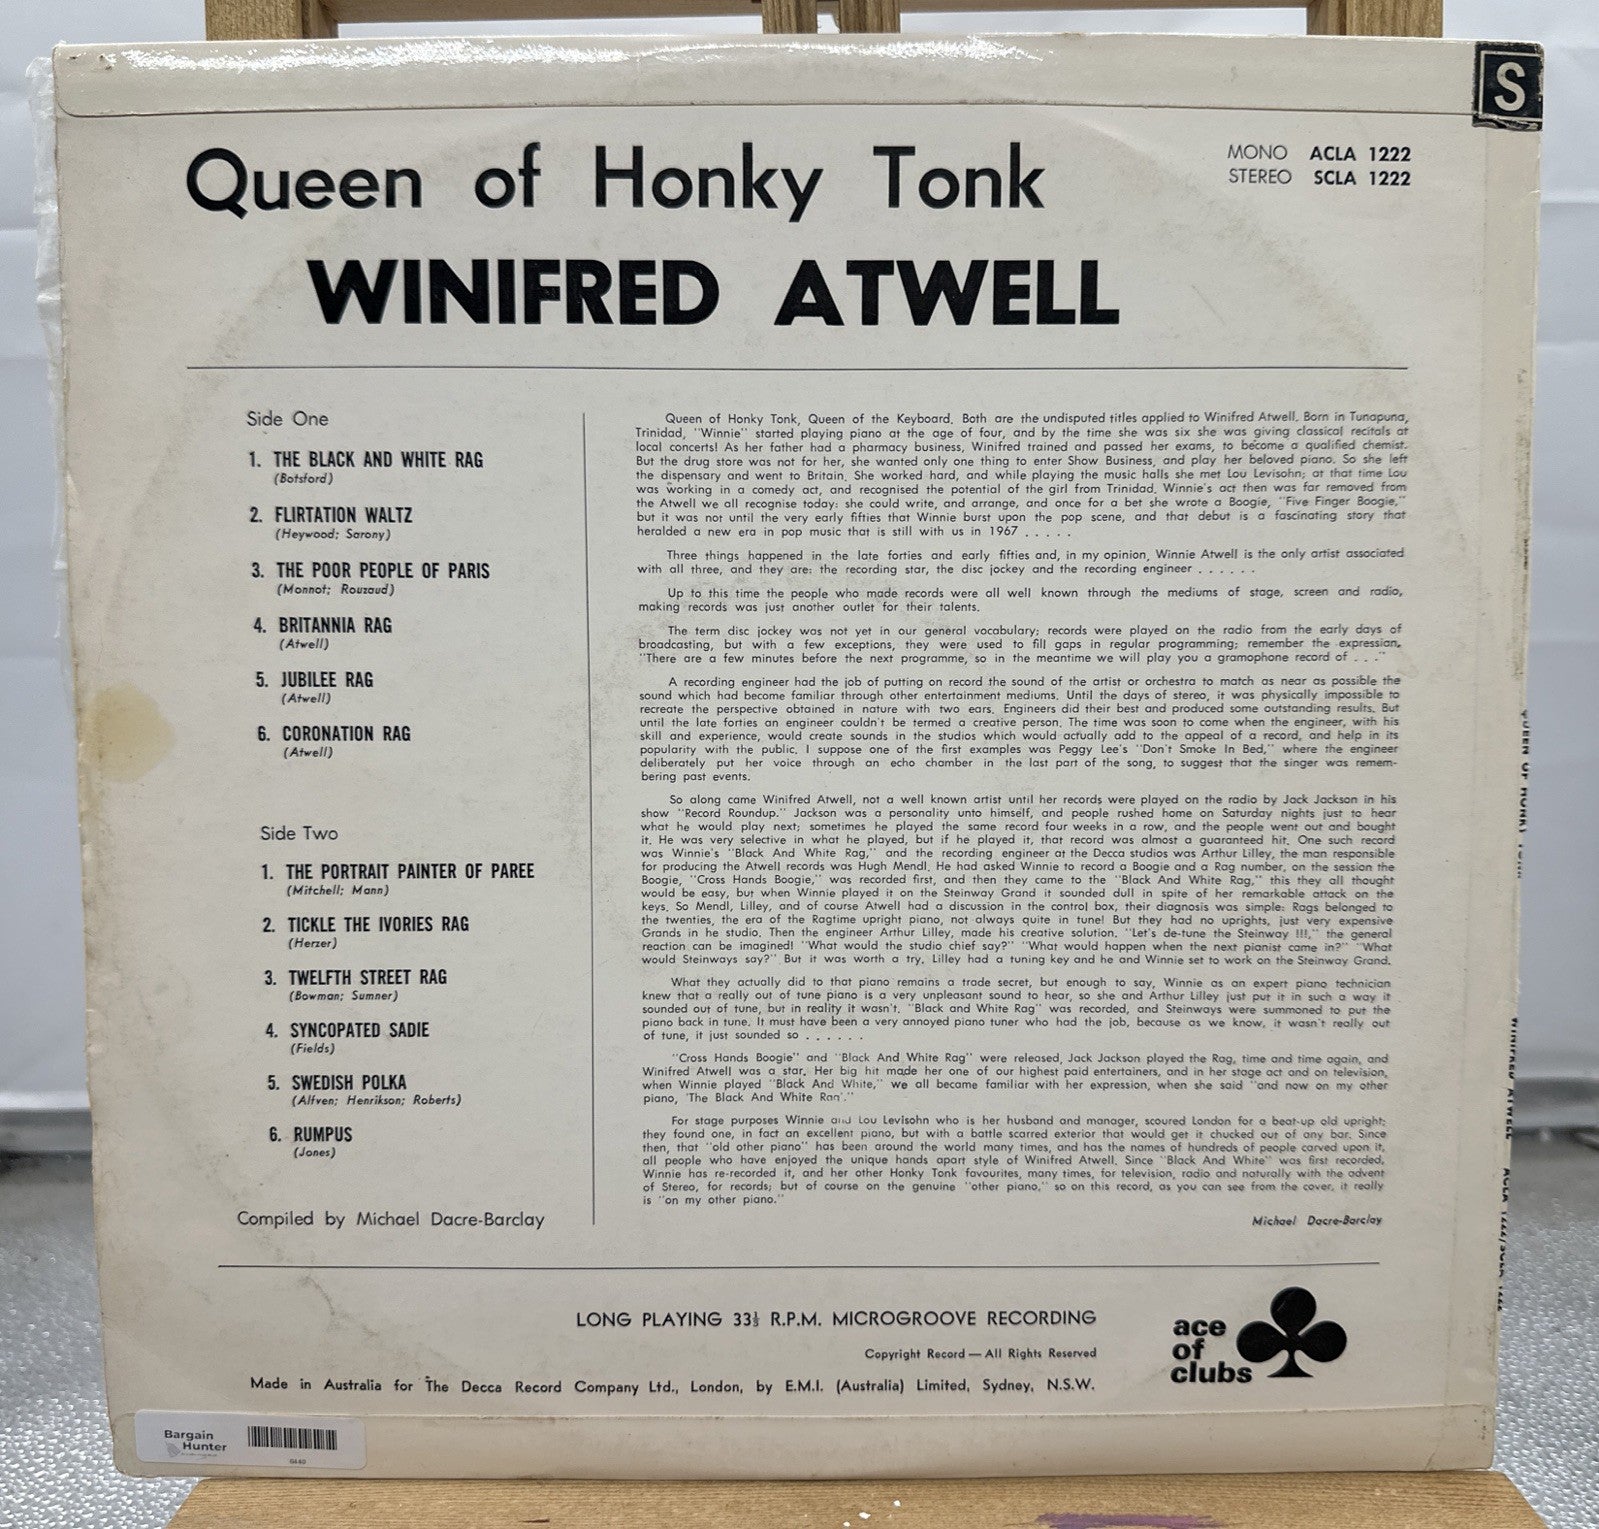 S
Queen of Honky Tonk
MONO ACLA 1222
STEREO SCLA 1222
WINIFRED ATWELL
Side One
1. THE BLACK AND WHITE RAG
(Botsford)
2. FLIRTATION WALTZ
(Heywood; Sarony)
3. THE POOR PEOPLE OF PARIS
(Monnot; Rouzaud)
4. BRITANNIA RAG
(Atwell)
5. JUBILEE RAG
(Atwell)
6. CORONATION RAG
(Atwell)
Side Two
1. THE PORTRAIT PAINTER OF PAREE
(Mitchell; Mann)
2. TICKLE THE IVORIES RAG
(Herzer)
3. TWELFTH STREET RAG
(Bowman; Sumner)
4. SYNCOPATED SADIE
(Fields)
5. SWEDISH POLKA
(Alfven; Henrikson; Roberts)
6. RUMPUS
(Jones)
Compiled by Michael Dacre-Barclay
Queen of Honky Tonk, Queen of the Keyboard. Both are the undisputed titles applied to Winifred Atwell. Born in Tunapuna,
Trinidad, "Winnie" started playing piano at the age of four, and by the time she was six she was giving classical recitals at
local concerts! As her father had a pharmacy business, Winifred trained and passed her exams, to become a qualified chemist.
But the drug store was not for her, she wanted only one thing to enter Show Business, and play her beloved piano. So she left
the dispensary and went to Britain. She worked hard, and while playing the music halls she met Lou Levisohn; at that time Lou
was working in a comedy act, and recognised the potential of the girl from Trinidad. Winnie's act then was far removed from
the Atwell we all recognise today: she could write, and arrange, and once for a bet she wrote a Boogie, "Five Finger Boogie,"
but it was not until the very early fifties that Winnie burst upon the pop scene, and that debut is a fascinating story that
heralded a new era in pop music that is still with us in 1967 . . . . .
Three things happened in the late forties and early fifties and, in my opinion, Winnie Atwell is the only artist associated
with all three, and they are: the recording star, the disc jockey and the recording engineer . . . . . .
Up to this time the people who made records were all well known through the mediums of stage, screen and radio,
making records was just another outlet for their talents.
The term disc jockey was not yet in our general vocabulary; records were played on the radio from the early days of
broadcasting, but with a few exceptions, they were used to fill gaps in regular programming; remember the expression,
"There are a few minutes before the next programme, so in the meantime we will play you a gramophone record of . . ."
A recording engineer had the job of putting on record the sound of the artist or orchestra to match as near as possible the
sound which had become familiar through other entertainment mediums. Until the days of stereo, it was physically impossible to
recreate the perspective obtained in nature with two ears. Engineers did their best and produced some outstanding results. But
until the late forties an engineer couldn't be termed a creative person. The time was soon to come when the engineer, with his
skill and experience, would create sounds in the studios which would actually add to the appeal of a record, and help in its
popularity with the public. I suppose one of the first examples was Peggy Lee's "Don't Smoke In Bed," where the engineer
deliberately put her voice through an echo chamber in the last part of the song, to suggest that the singer was remem-
bering past events.
So along came Winifred Atwell, not a well known artist until her records were played on the radio by Jack Jackson in his
show "Record Roundup." Jackson was a personality unto himself, and people rushed home on Saturday nights just to hear
what he would play next; sometimes he played the same record four weeks in a row, and the people went out and bought
it. He was very selective in what he played, but if he played it, that record was almost a guaranteed hit. One such record
was Winnie's "Black And White Rag," and the recording engineer at the Decca studios was Arthur Lilley, the man responsible
for producing the Atwell records was Hugh Mendl. He had asked Winnie to record a Boogie and a Rag number, on the session the
Boogie, "Cross Hands Boogie," was recorded first, and then they came to the "Black And White Rag," this they all thought
would be easy, but when Winnie played it on the Steinway Grand it sounded dull in spite of her remarkable attack on the
keys. So Mendl, Lilley, and of course Atwell had a discussion in the control box, their diagnosis was simple: Rags belonged to
the twenties, the era of the Ragtime upright piano, not always quite in tune! But they had no uprights, just very expensive
Grands in he studio. Then the engineer Arthur Lilley, made his creative solution. "Let's de-tune the Steinway !!!," the general
reaction can be imagined! "What would the studio chief say?" "What would happen when the next pianist came in?" "What
would Steinways say?" But it was worth a try. Lilley had a tuning key and he and Winnie set to work on the Steinway Grand.
What they actually did to that piano remains a trade secret, but enough to say, Winnie as an expert piano technician
knew that a really out of tune piano is a very unpleasant sound to hear, so she and Arthur Lilley just put it in such a way it
sounded out of tune, but in reality it wasn't. "Black and White Rag" was recorded, and Steinways were summoned to put the
piano back in tune. It must have been a very annoyed piano tuner who had the job, because as we know, it wasn't really out
of tune, it just sounded so . . . . . .
"Cross Hands Boogie" and "Black And White Rag" were released, Jack Jackson played the Rag, time and time again, and
Winifred Atwell was a star. Her big hit made her one of our highest paid entertainers, and in her stage act and on television,
when Winnie played "Black And White," we all became familiar with her expression, when she said "and now on my other
piano, 'The Black And White Rag'."
For stage purposes Winnie and Lou Levisohn who is her husband and manager, scoured London for a beat-up old upright;
they found one, in fact an excellent piano, but with a battle scarred exterior that would get it chucked out of any bar. Since
then, that "old other piano" has been around the world many times, and has the names of hundreds of people carved upon it,
all people who have enjoyed the unique hands apart style of Winifred Atwell. Since "Black And White" was first recorded,
Winnie has re-recorded it, and her other Honky Tonk favourites, many times, for television, radio and naturally with the advent
of Stereo, for records; but of course on the genuine "other piano," so on this record, as you can see from the cover, it really
is "on my other piano."
Michael Dacre-Barclay
LONG PLAYING 33⅓ R.P.M. MICROGROOVE RECORDING
Copyright Record — All Rights Reserved
Made in Australia for The Decca Record Company Ltd., London, by E.M.I. (Australia) Limited, Sydney, N.S.W.
ace
of
clubs
Bargain
Hunter
QUEEN OF HONKY TONK
WINIFRED ATWELL
ACLA 1222/SCLA 1222